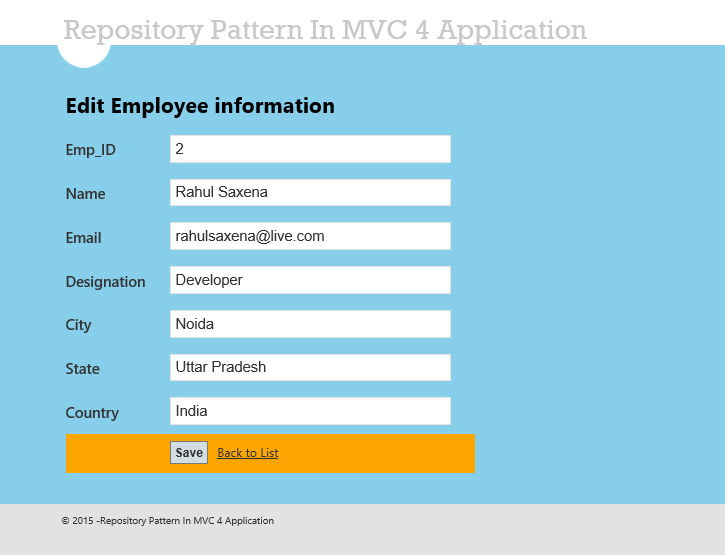 Repository Pattern In MVC 4 Application
Edit Employee information
Emp_ID 2
Name Rahul Saxena
Email rahulsaxena@live.com
Designation Developer
City Noida
State Uttar Pradesh
Country India
Save Back to List
© 2015 -Repository Pattern In MVC 4 Application